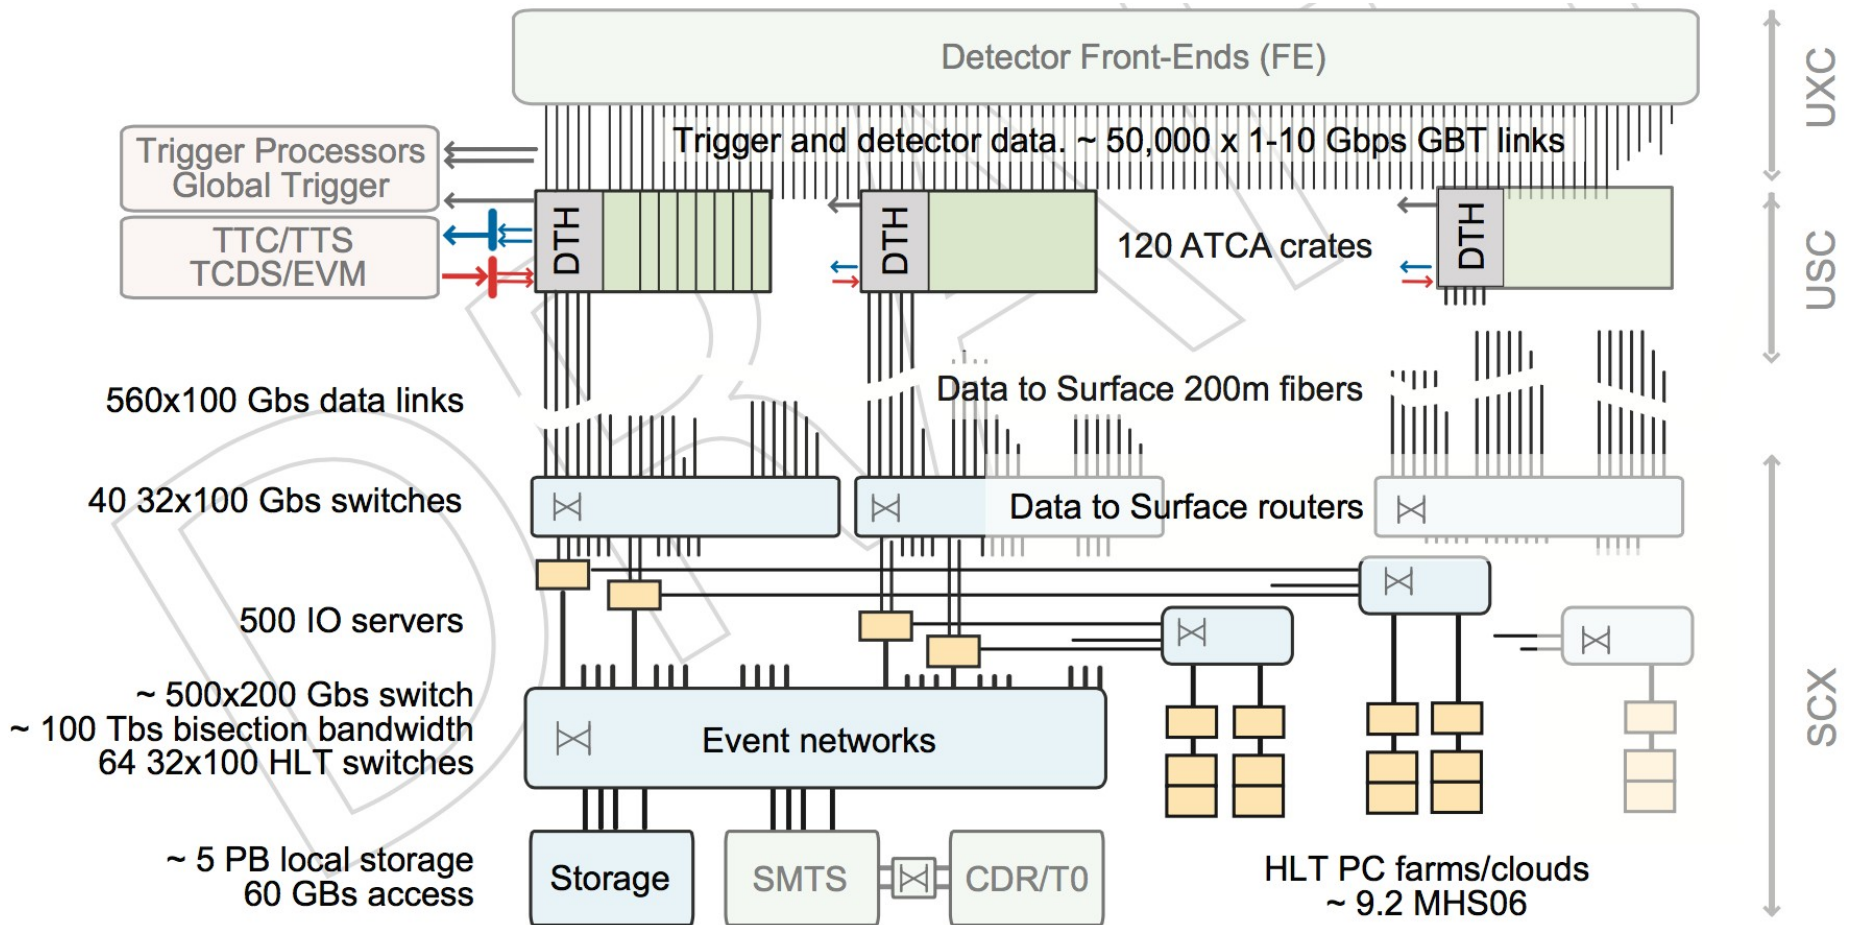 Detector Front-Ends (FE)
UXC
Trigger and detector data. ~ 50,000 x 1-10 Gbps GBT links
Trigger Processors
Global Trigger
TTC/TTS
TCDS/EVM
DTH
DTH
120 ATCA crates
DTH
USC
560x100 Gbs data links
Data to Surface 200m fibers
40 32x100 Gbs switches
Data to Surface routers
500 IO servers
~ 500x200 Gbs switch
~ 100 Tbs bisection bandwidth
64 32x100 HLT switches
Event networks
SCX
~ 5 PB local storage
60 GBs access
Storage
SMTS
CDR/T0
HLT PC farms/clouds
~ 9.2 MHS06
DRAFT